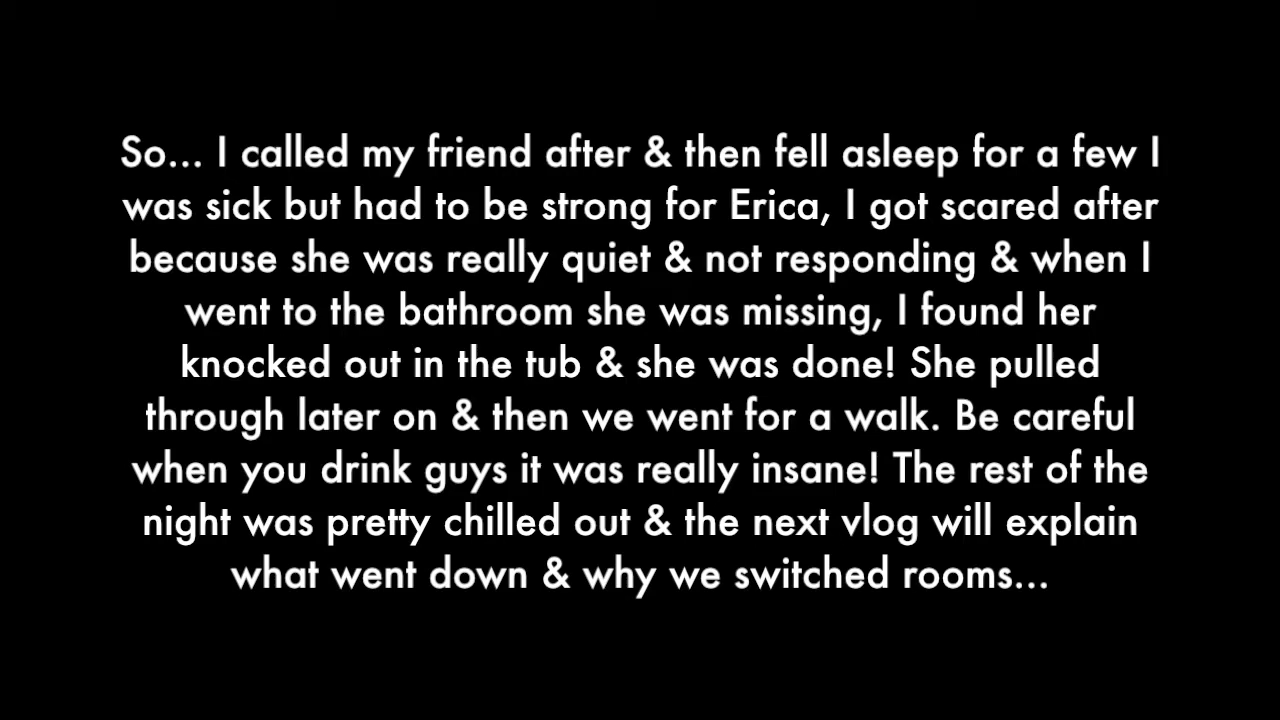 So... I called my friend after & then fell asleep for a few I
was sick but had to be strong for Erica, I got scared after
because she was really quiet & not responding & when I
went to the bathroom she was missing, I found her
knocked out in the tub & she was done! She pulled
through later on & then we went for a walk. Be careful
when you drink guys it was really insane! The rest of the
night was pretty chilled out & the next vlog will explain
what went down & why we switched rooms...